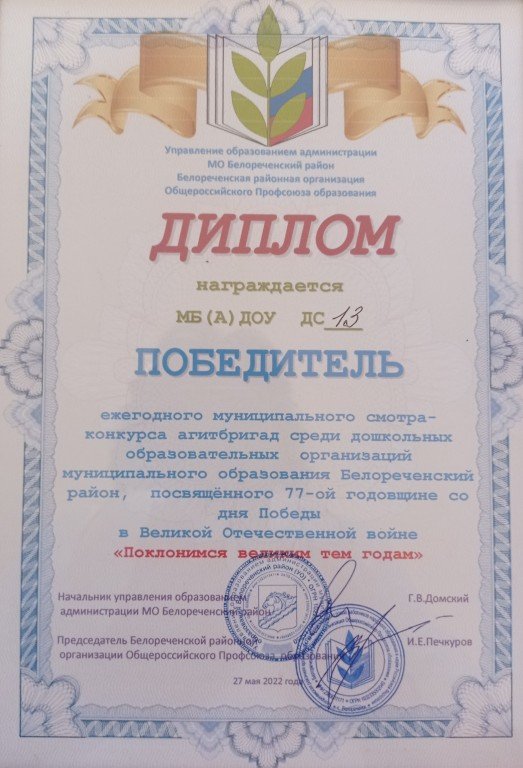 Управление образованием администрации
МО Белореченский район
Белореченская районная организация
Общероссийского Профсоюза образования
ДИПЛОМ
награждается
МБ(А)ДОУ ДС 13
ПОБЕДИТЕЛЬ
ежегодного муниципального смотра-
конкурса агитбригад среди дошкольных
образовательных организаций
муниципального образования Белореченский
район, посвящённого 77-ой годовщине со
дня Победы
в Великой Отечественной войне
«Поклонимся великим тем годам»
Начальник управления образованием
администрации МО Белореченский район
Г.В.Домский
Председатель Белореченской районной
организации Общероссийского Профсоюза образования
И.Е.Печкуров
27 мая 2022 года